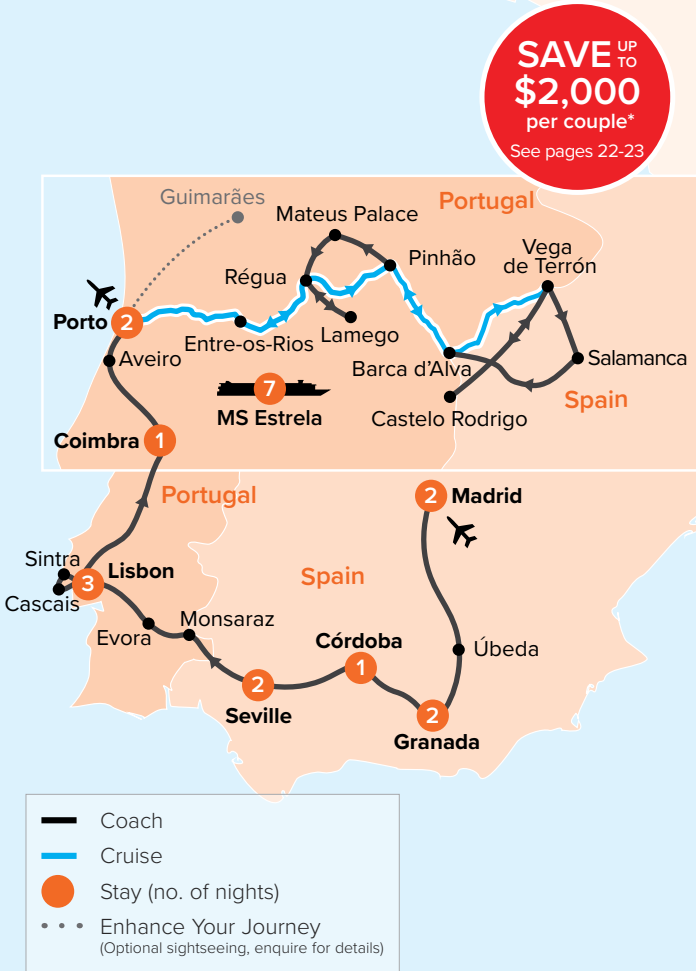 SAVE UP TO
$2,000
per couple*
See pages 22-23
Guimarães
Portugal
Mateus Palace
Vega
de Terrón
Pinhão
Régua
Porto 2
Entre-os-Rios
Lamego
Aveiro
Barca d'Alva
Salamanca
7
MS Estrela
Castelo Rodrigo
Spain
Coimbra 1
Portugal
2 Madrid
Sintra
3 Lisbon
Cascais
Spain
Evora
Monsaraz
Córdoba
1
Úbeda
2
Seville
2
Granada
Coach
Cruise
Stay (no. of nights)
Enhance Your Journey
(Optional sightseeing, enquire for details)